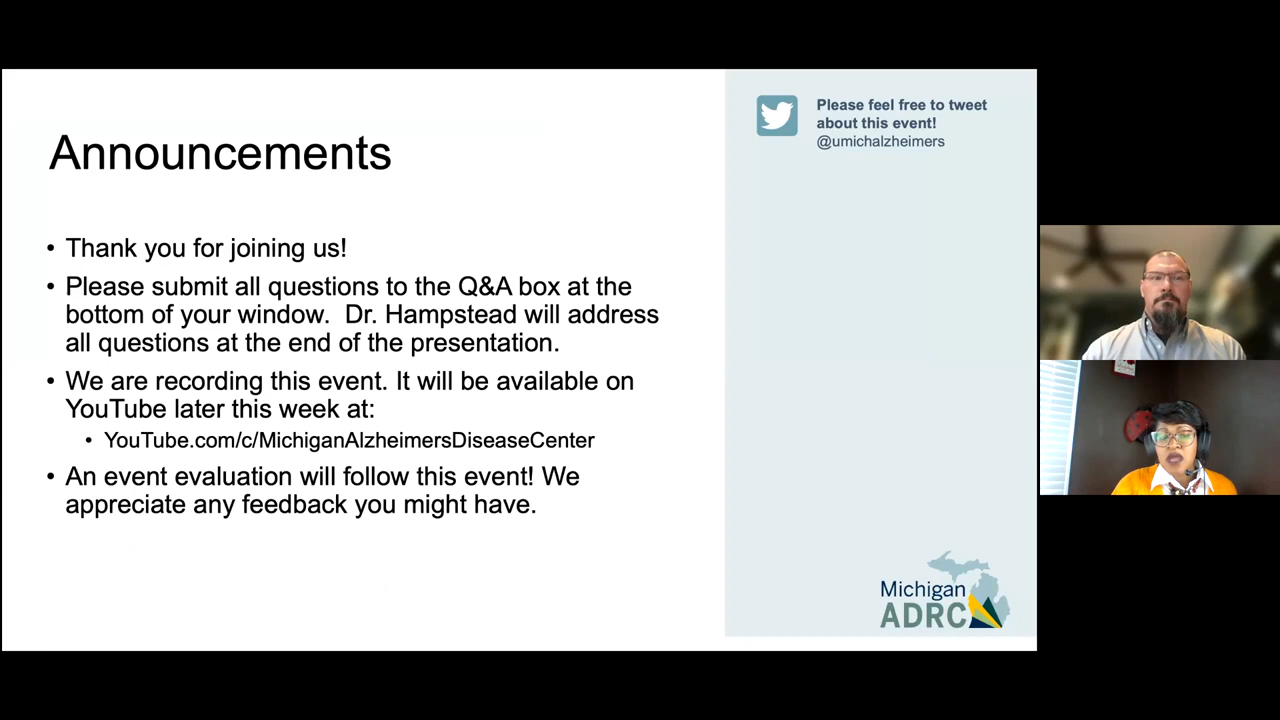 Announcements
• Thank you for joining us!
• Please submit all questions to the Q&A box at the
bottom of your window.  Dr. Hampstead will address
all questions at the end of the presentation.
• We are recording this event. It will be available on
YouTube later this week at:
• YouTube.com/c/MichiganAlzheimersDiseaseCenter
• An event evaluation will follow this event! We
appreciate any feedback you might have.
Please feel free to tweet
about this event!
@umichalzheimers
Michigan
ADRC